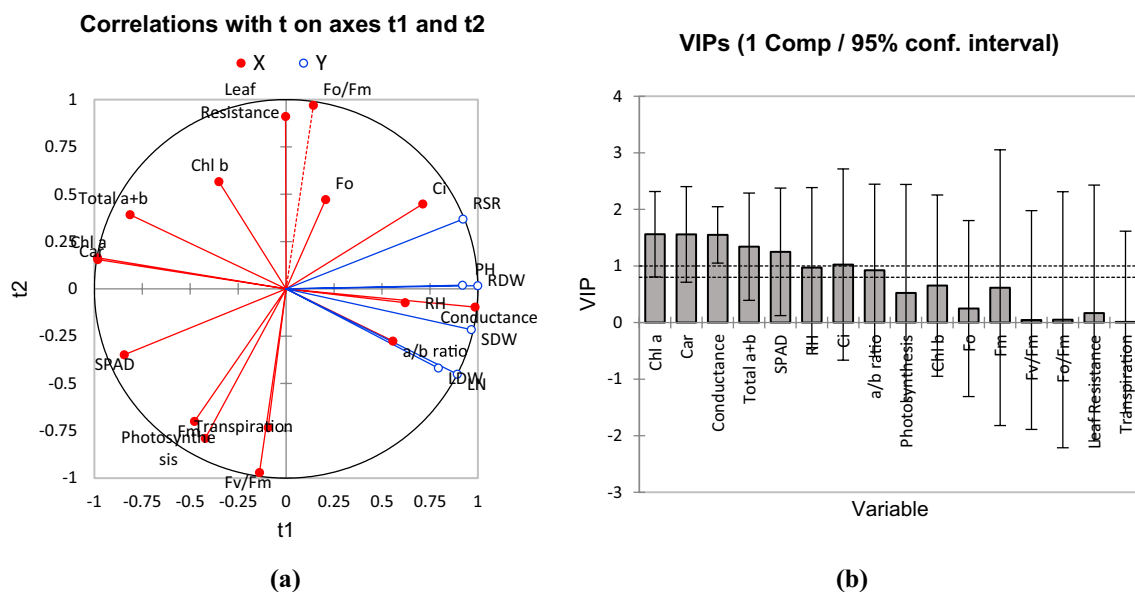 Correlations with t on axes t1 and t2
X Y
Leaf Resistance
Fo/Fm
Chl b
Fo
Ci
Total a+b
RSR
Chl a
Car
PH
RDW
RH
Conductance
SDW
a/b ratio
SPAD
LDW
LN
Fm
Transpiration
Photosynthe
sis
Fv/Fm
1
0.75
0.5
0.25
0
-0.25
-0.5
-0.75
-1
t2
-1 -0.75 -0.5 -0.25 0 0.25 0.5 0.75 1
t1
(a)
VIPs (1 Comp / 95% conf. interval)
4
3
2
1
0
-1
-2
-3
VIP
Chl a
Car
Conductance
Total a+b
SPAD
RH
Ci
a/b ratio
Photosynthesis
Chl b
Fo
Fm
Fv/Fm
Fo/Fm
Leaf Resistance
Transpiration
Variable
(b)